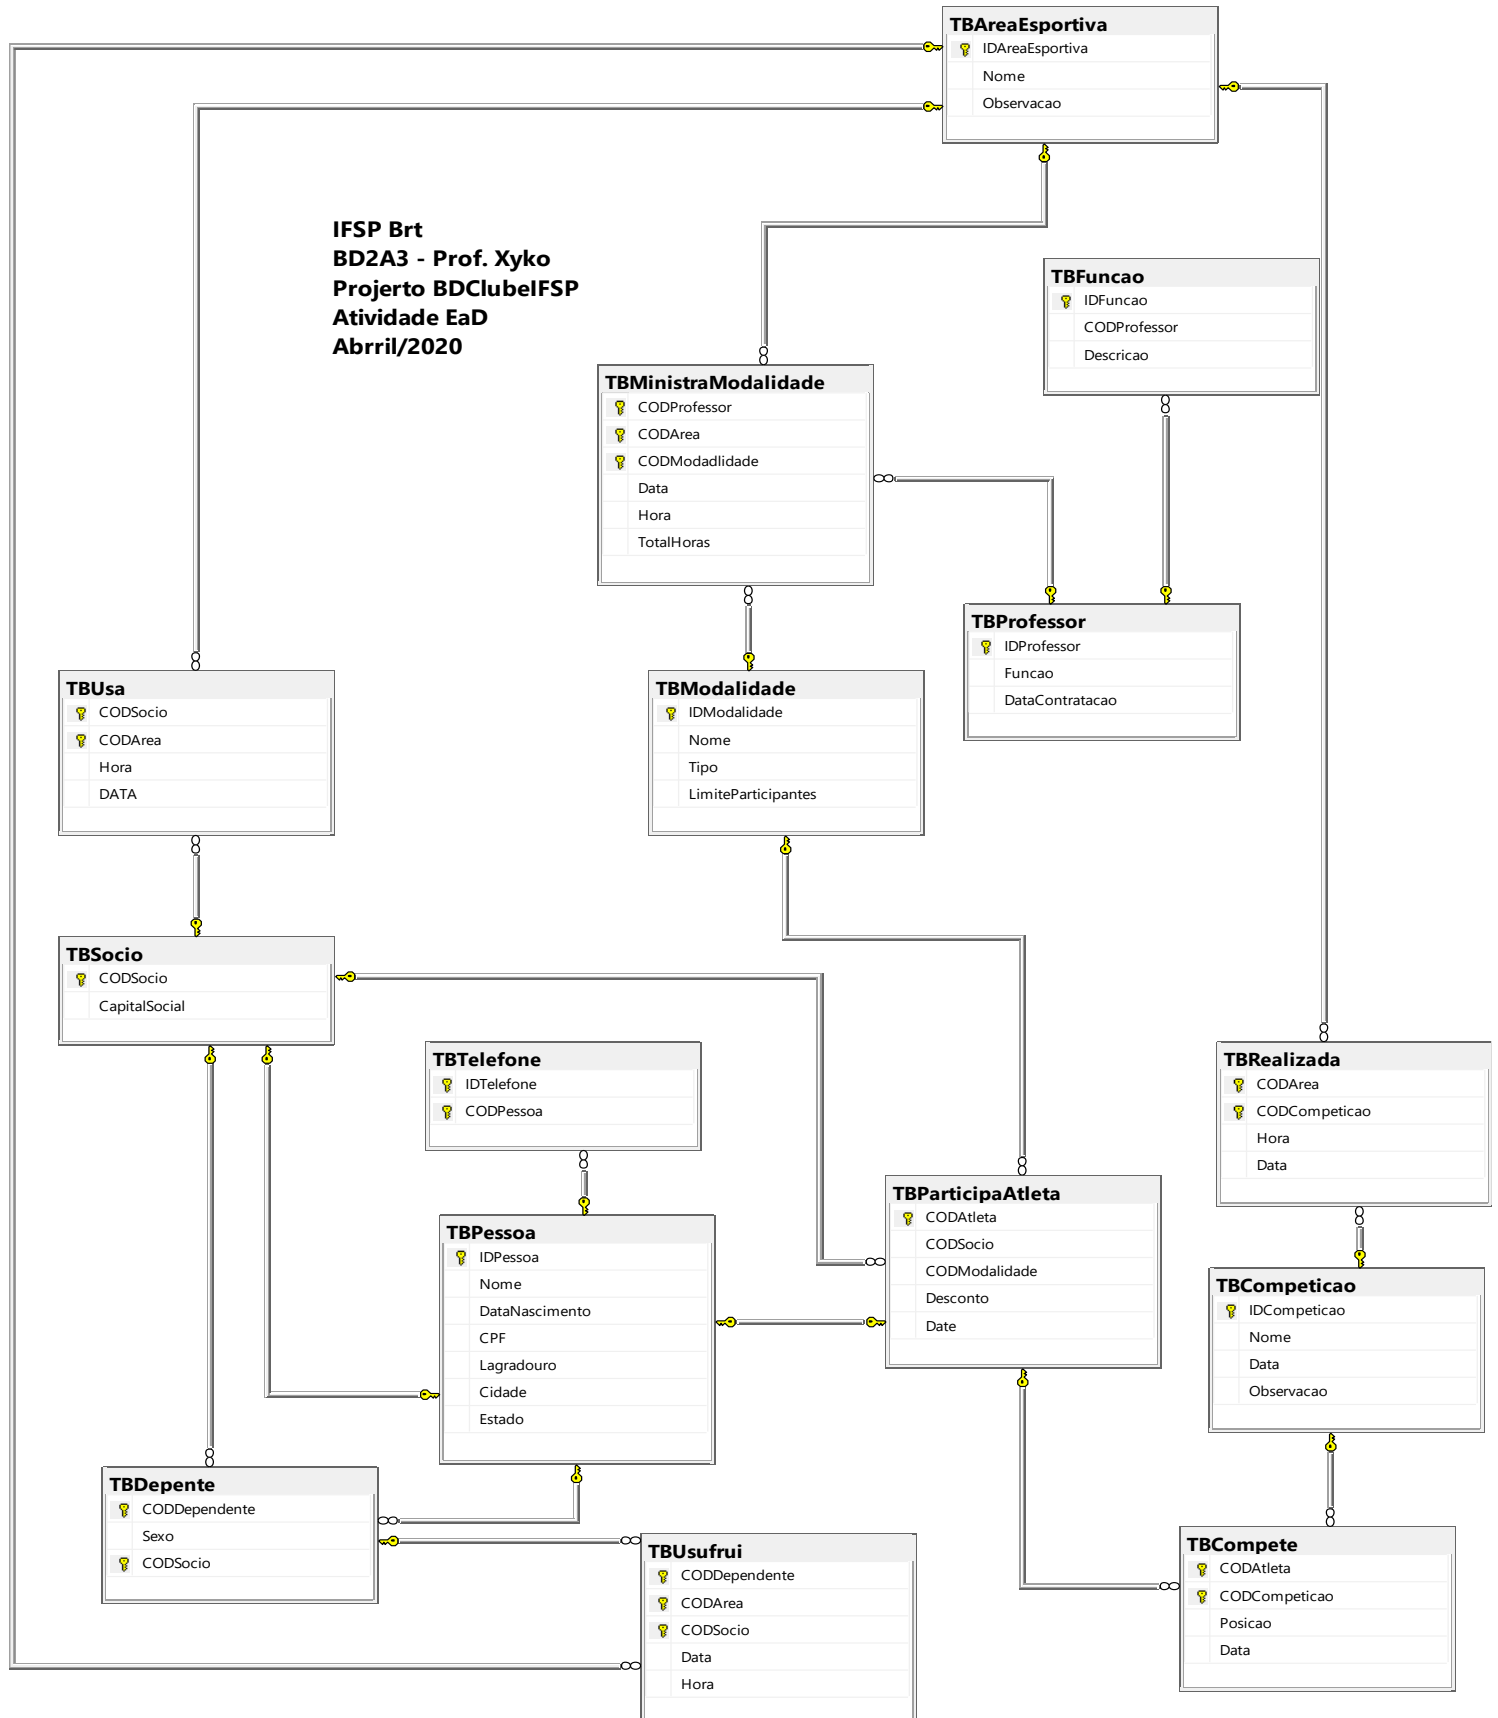 TBAreaEsportiva
IDAreaEsportiva
Nome
Observacao
IFSP Brt
BD2A3 - Prof. Xyko
Projerto BDClubeIFSP
Atividade EaD
Abrril/2020
TBFuncao
IDFuncao
CODProfessor
Descricao
TBMinistraModalidade
CODProfessor
CODArea
CODModadlidade
Data
Hora
TotalHoras
TBProfessor
IDProfessor
Funcao
DataContratacao
TBUsa
CODSocio
CODArea
Hora
DATA
TBModalidade
IDModalidade
Nome
Tipo
LimiteParticipantes
TBSocio
CODSocio
CapitalSocial
TBTelefone
IDTelefone
CODPessoa
TBRealizada
CODArea
CODCompeticao
Hora
Data
TBParticipaAtleta
CODAtleta
CODSocio
CODModalidade
Desconto
Date
TBPessoa
IDPessoa
Nome
DataNascimento
CPF
Lagradouro
Cidade
Estado
TBCompeticao
IDCompeticao
Nome
Data
Observacao
TBDepente
CODDependente
Sexo
CODSocio
TBUsufrui
CODDependente
CODArea
CODSocio
Data
Hora
TBCompete
CODAtleta
CODCompeticao
Posicao
Data